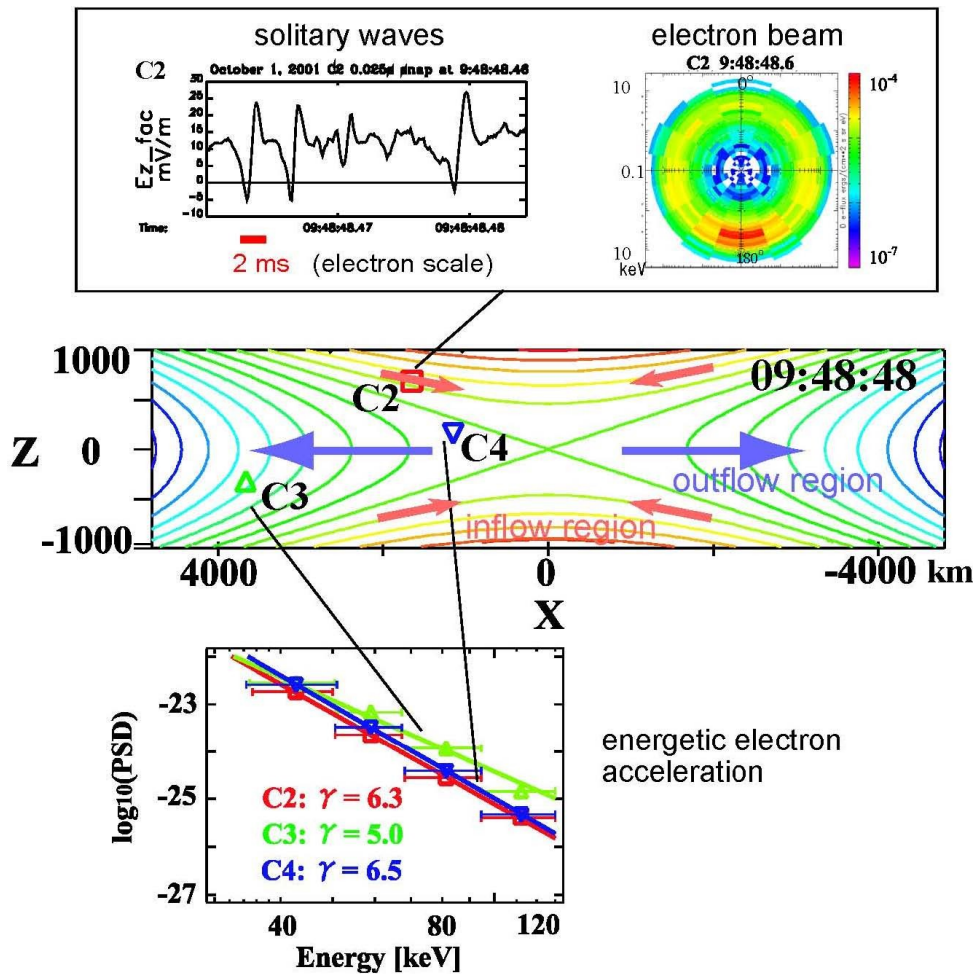 solitary waves
electron beam
C2
October 1, 2001 C2 0.025 nap at 9:48:48.46
C2 9:48:48.6
Ez_fac
mV/m
30
25
20
15
10
5
0
-5
-10
Time:
09:48:48.47
09:48:48.48
2 ms
(electron scale)
10
0.1
10
keV
0°
180°
10-4
10-7
1000
Z 0
-1000
09:48:48
C2
C4
C3
outflow region
inflow region
4000 0 -4000 km
X
log10(PSD)
-23
-25
-27
C2: γ = 6.3
C3: γ = 5.0
C4: γ = 6.5
40 80 120
Energy [keV]
energetic electron
acceleration